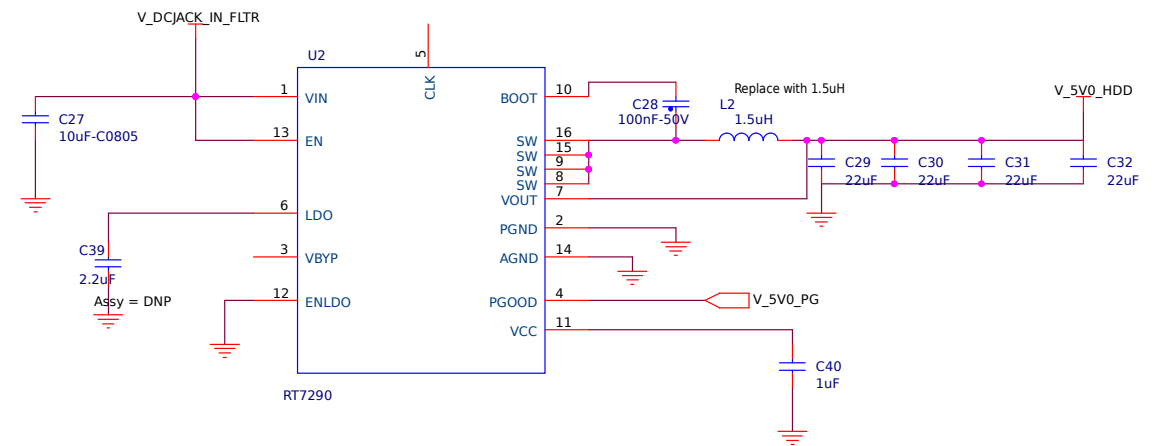 V_DCJACK_IN_FLTR
U2
5
CLK
1
VIN
BOOT
10
C27
10uF-C0805
C28
100nF-50V
Replace with 1.5uH
L2
1.5uH
V_5V0_HDD
13
EN
SW
16
SW
15
SW
9
SW
8
VOUT
7
C29
22uF
C30
22uF
C31
22uF
C32
22uF
6
LDO
PGND
2
C39
2.2uF
Assy = DNP
3
VBYP
AGND
14
12
ENLDO
PGOOD
4
V_5V0_PG
VCC
11
C40
1uF
RT7290